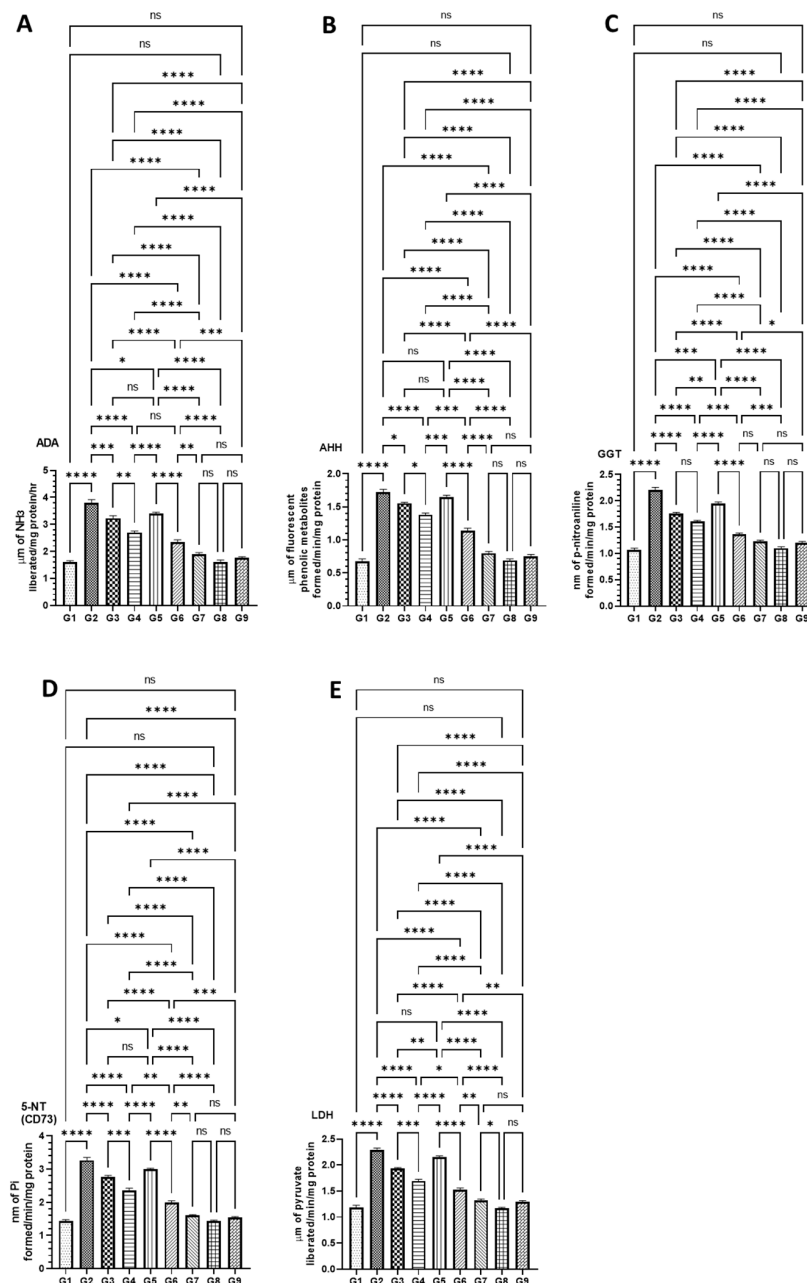 A
ns
ns
****
****
****
****
****
****
****
****
****
**** ***
* ****
ns ****
**** ns ****
*** **** ** ns
ADA
**** ** **** ns ns
μm of NH3
liberated/mg protein/hr
5
4
3
2
1
0
G1 G2 G3 G4 G5 G6 G7 G8 G9
B
ns
ns
****
****
****
****
****
****
****
****
****
**** ****
ns ****
ns ****
**** *** ****
* *** **** ns
AHH
**** * **** ns ns
μm of fluorescent
phenolic metabolites
formed/min/mg protein
2.0
1.5
1.0
0.5
0.0
G1 G2 G3 G4 G5 G6 G7 G8 G9
C
ns
ns
****
****
****
****
****
****
****
****
****
**** *
*** ****
** ****
**** *** ***
**** **** ns ns
GGT
**** ns **** ns ns
nm of p-nitroaniline
formed/min/mg protein
2.5
2.0
1.5
1.0
0.5
0.0
G1 G2 G3 G4 G5 G6 G7 G8 G9
D
ns
****
ns
****
****
****
****
****
****
****
****
**** ***
* ****
ns ****
**** ** ****
**** **** ** ns
5-NT
(CD73)
**** *** **** ns ns
nm of Pi
formed/min/mg protein
4
3
2
1
0
G1 G2 G3 G4 G5 G6 G7 G8 G9
E
ns
ns
****
****
****
****
****
****
****
****
****
**** **
ns ****
** ****
**** * ****
**** **** ** ns
LDH
**** *** **** * ns
μm of pyruvate
liberated/min/mg protein
2.5
2.0
1.5
1.0
0.5
0.0
G1 G2 G3 G4 G5 G6 G7 G8 G9